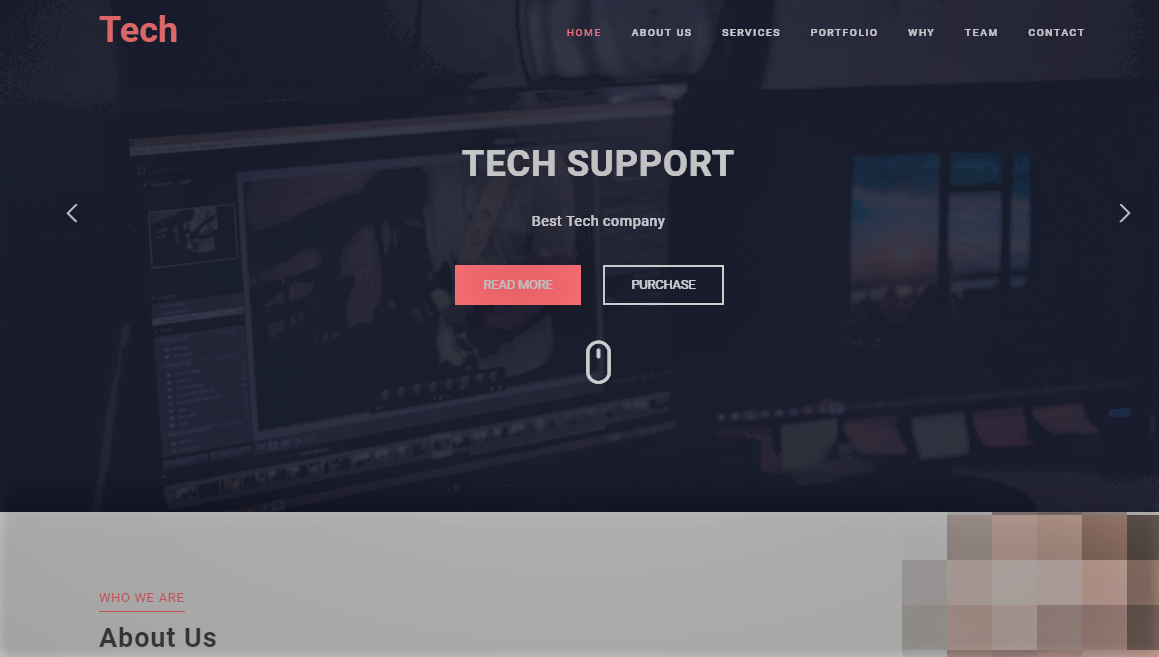 Tech
HOME ABOUT US SERVICES PORTFOLIO WHY TEAM CONTACT
TECH SUPPORT
Best Tech company
READ MORE PURCHASE
WHO WE ARE
About Us